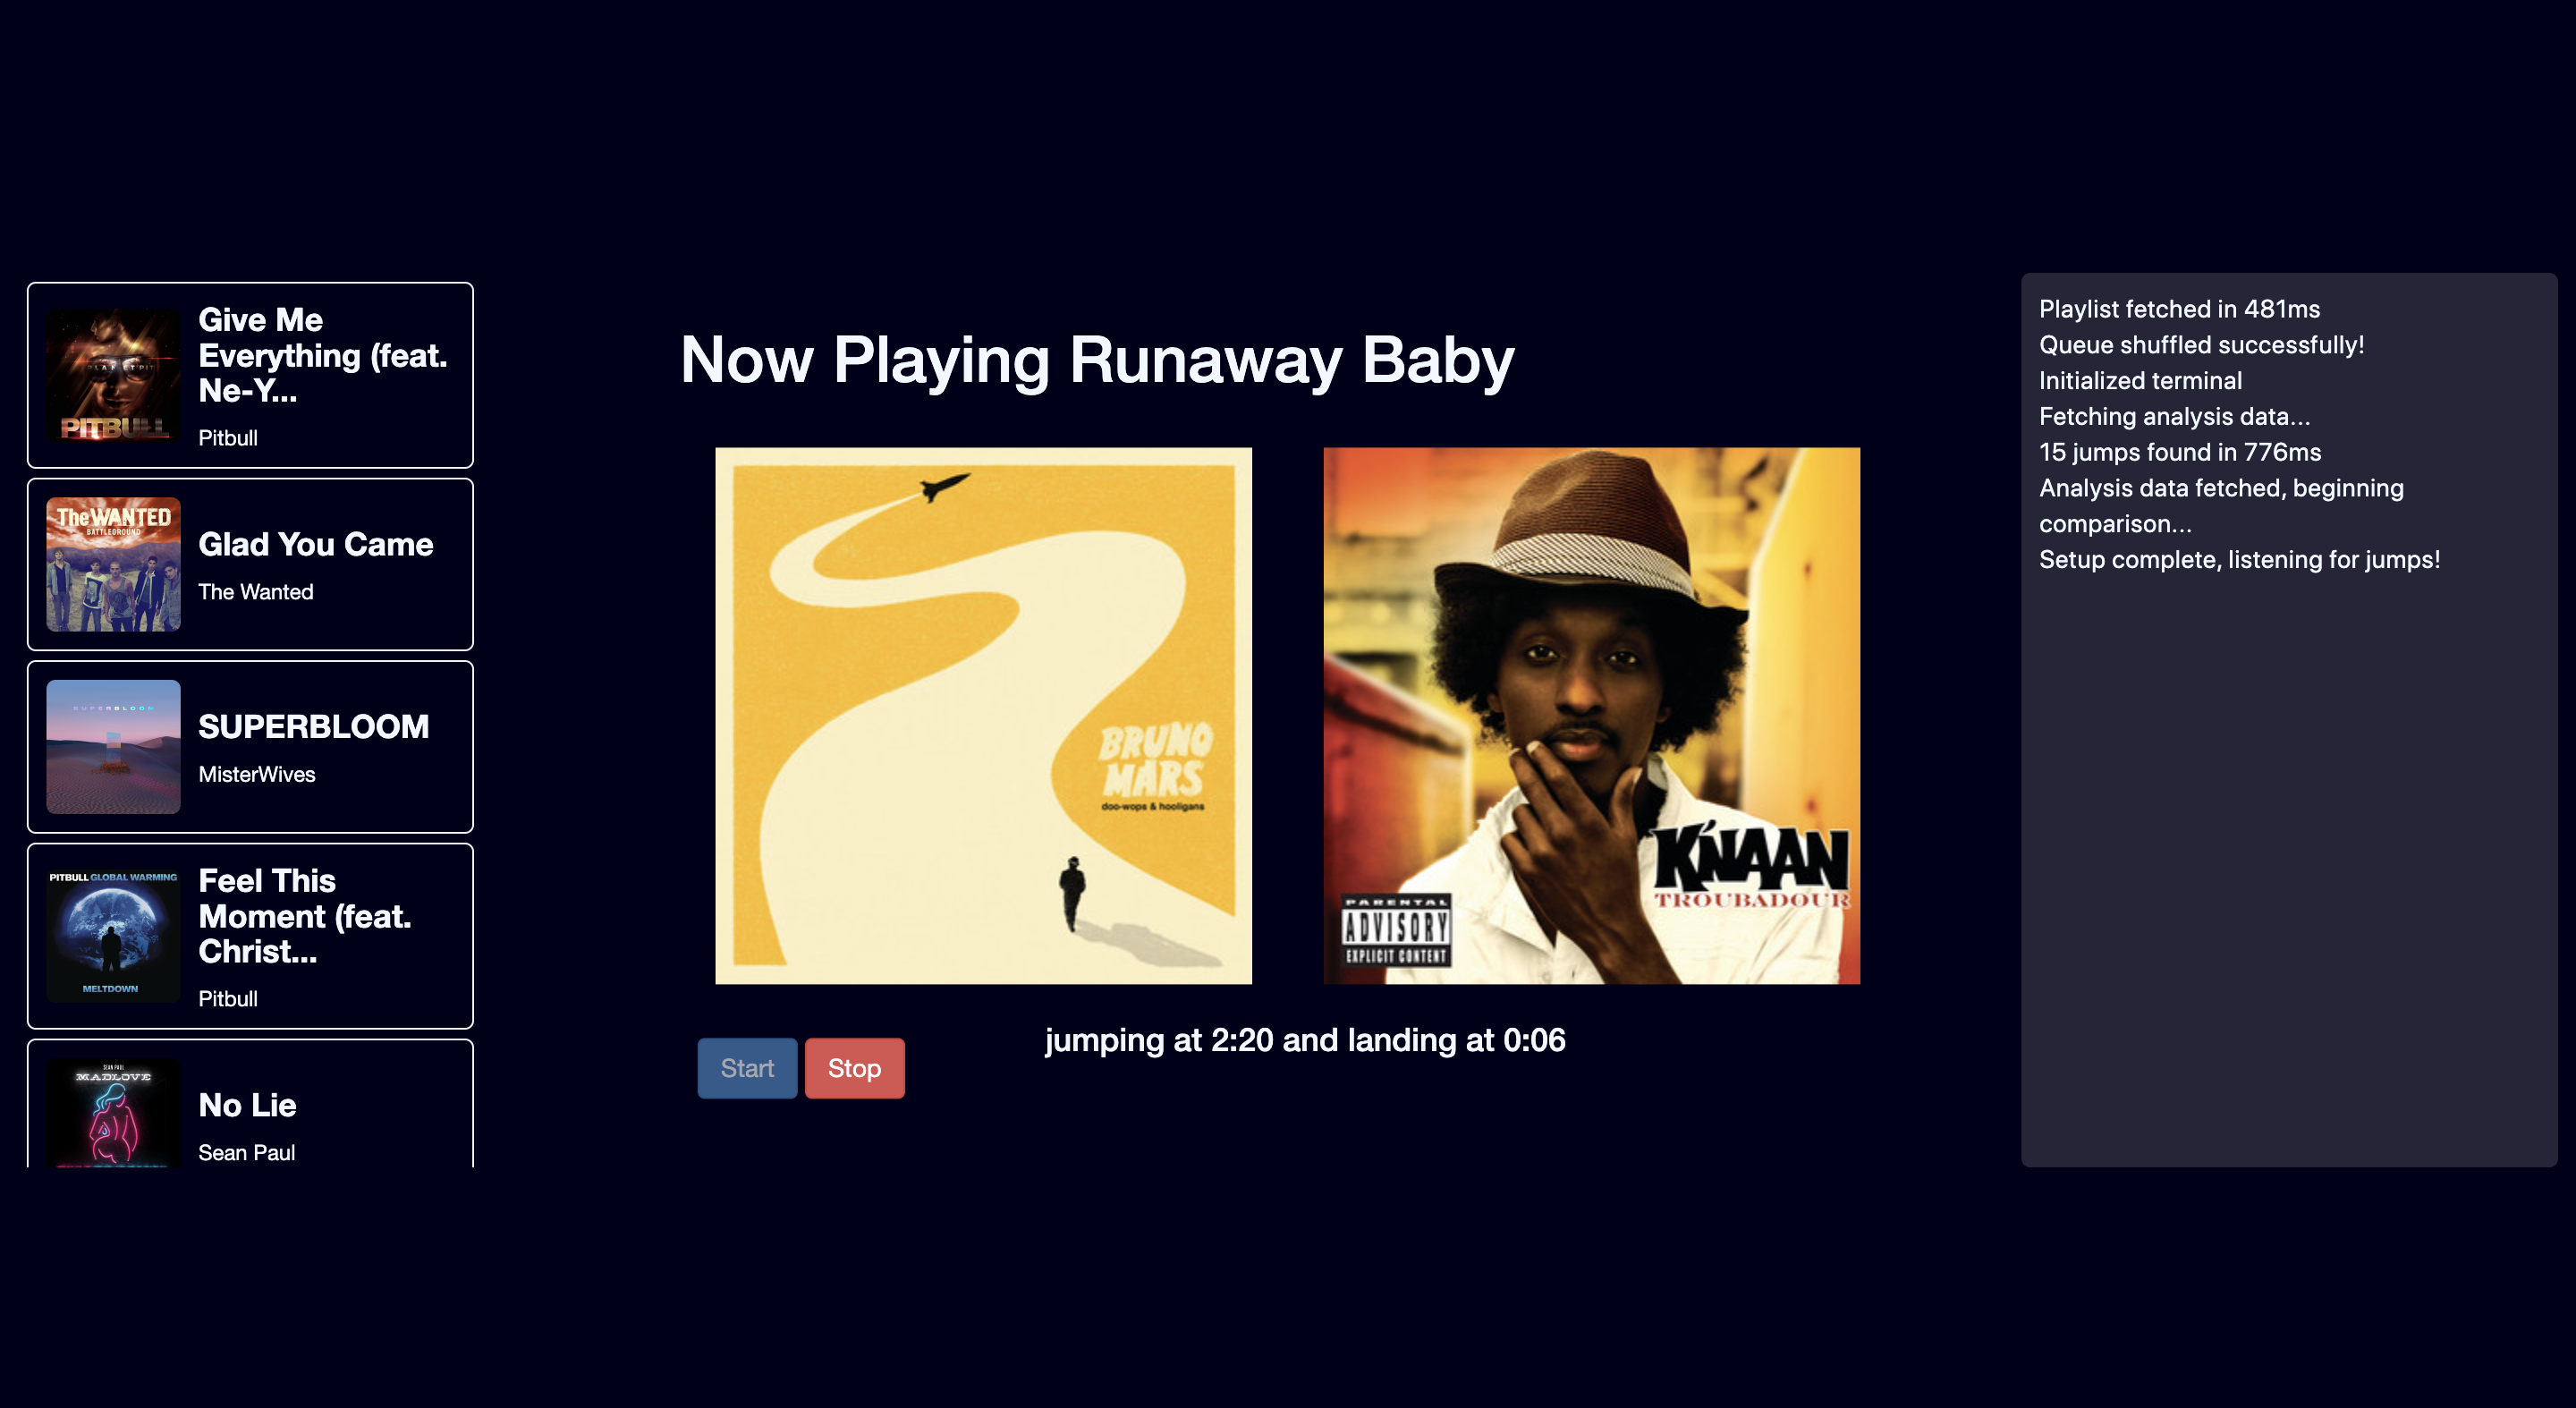 Give Me
Everything (feat.
Ne-Y...
Pitbull
PITBULL
Glad You Came
The Wanted
The WANTED
BATTLEGROUND
SUPERBLOOM
MisterWives
SUPERBLOOM
Feel This
Moment (feat.
Christ...
Pitbull
PITBULL GLOBAL WARMING
MELTDOWN
No Lie
Sean Paul
SEAN PAUL
MAD LOVE
Now Playing Runaway Baby
BRUNO
MARS
doo-wops & hooligans
K'NAAN
TROUBADOUR
PARENTAL
ADVISORY
EXPLICIT CONTENT
Start
Stop
jumping at 2:20 and landing at 0:06
Playlist fetched in 481ms
Queue shuffled successfully!
Initialized terminal
Fetching analysis data...
15 jumps found in 776ms
Analysis data fetched, beginning
comparison...
Setup complete, listening for jumps!